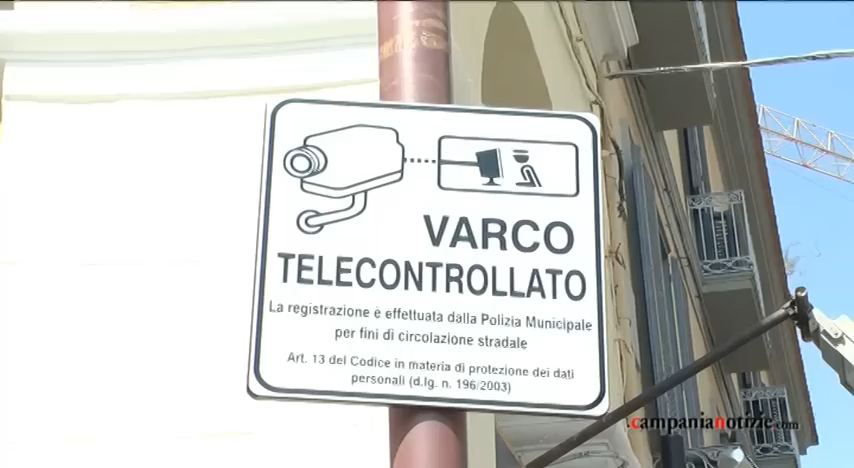 VARCO
TELECONTROLLATO
La registrazione è effettuata dalla Polizia Municipale
per fini di circolazione stradale
Art. 13 del Codice in materia di protezione dei dati
personali (d.lg. n. 196/2003)
campanianotizie.com